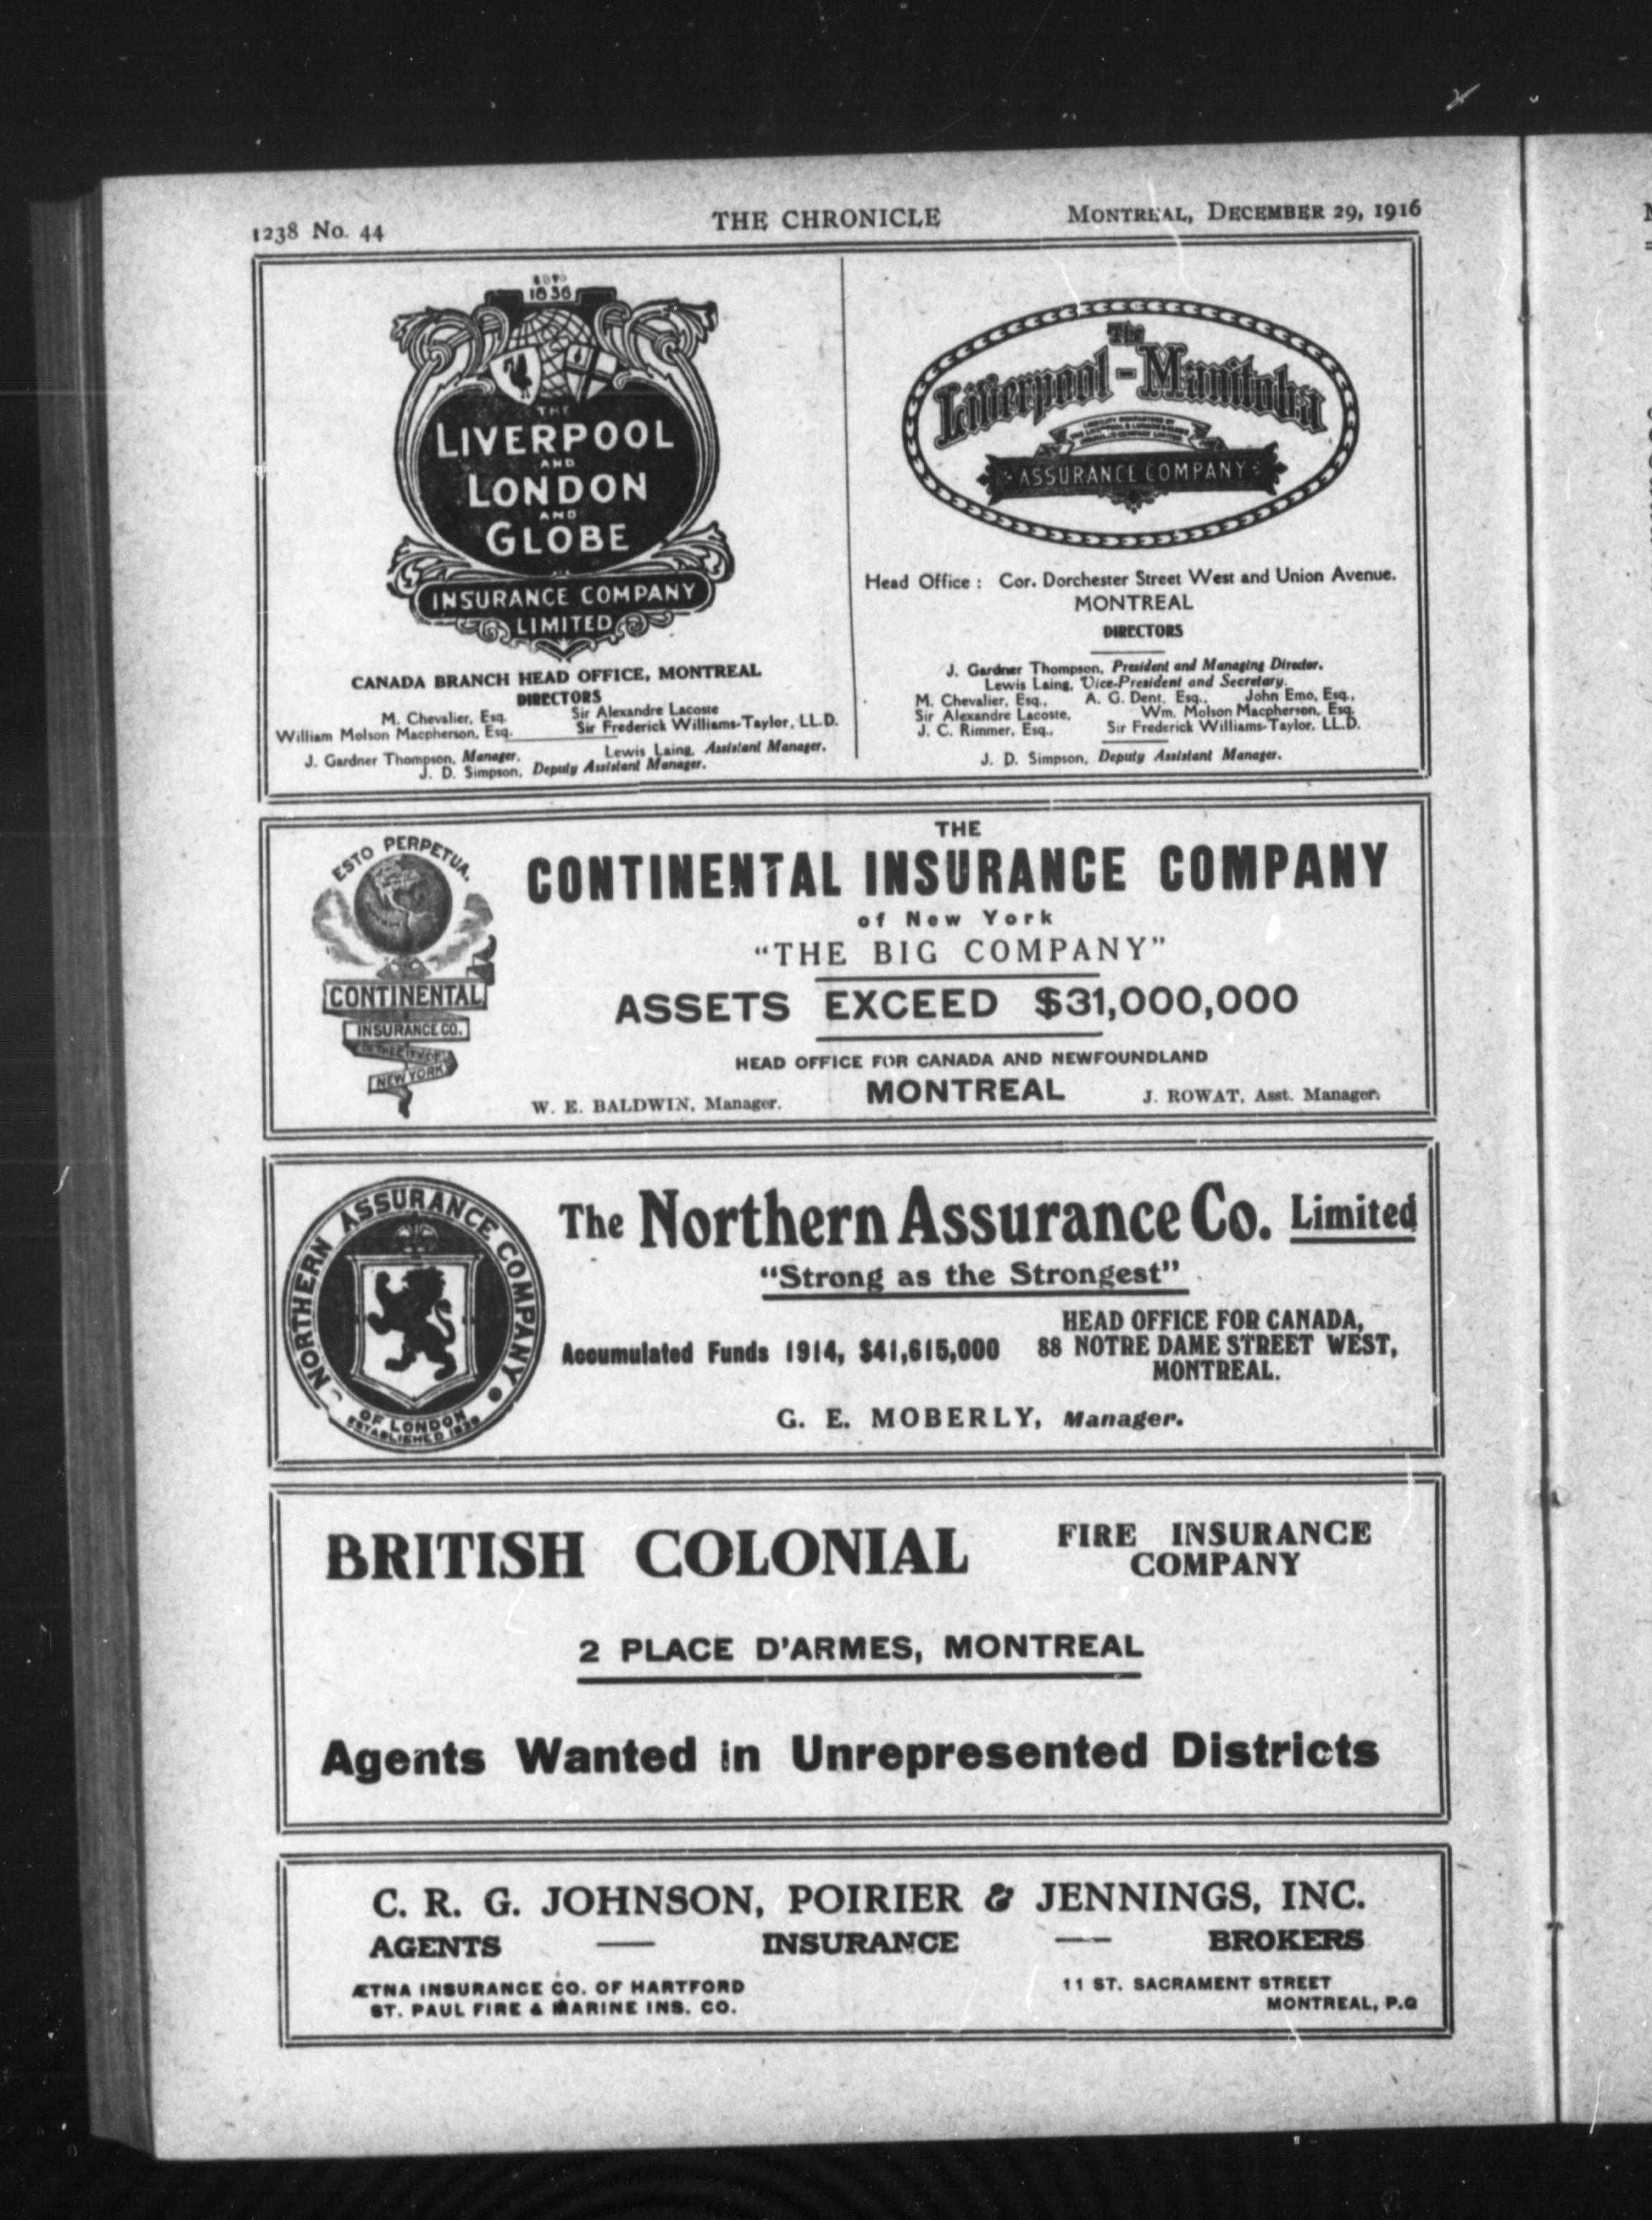 1238 No. 44
THE CHRONICLE
MONTREAL, DECEMBER 29, 1916
1836
THE
LIVERPOOL
AND
LONDON
AND
GLOBE
INSURANCE COMPANY
LIMITED
CANADA BRANCH HEAD OFFICE, MONTREAL
DIRECTORS
M. Chevalier, Esq. Sir Alexandre Lacoste
William Molson Macpherson, Esq. Sir Frederick Williams-Taylor, LL.D.
J. Gardner Thompson, Manager. Lewis Laing, Assistant Manager.
J. D. Simpson, Deputy Assistant Manager.
The
Liverpool-Manitoba
ASSURANCE COMPANY
Head Office : Cor. Dorchester Street West and Union Avenue.
MONTREAL
DIRECTORS
J. Gardner Thompson, President and Managing Director.
Lewis Laing, Vice-President and Secretary.
M. Chevalier, Esq., A. G. Dent, Esq., John Emo, Esq.,
Sir Alexandre Lacoste, Wm. Molson Macpherson, Esq.
J. C. Rimmer, Esq., Sir Frederick Williams-Taylor, LL.D.
J. D. Simpson, Deputy Assistant Manager.
ESTO PERPETUA.
CONTINENTAL
INSURANCE CO.
OF THE CITY OF
NEW YORK
THE
CONTINENTAL INSURANCE COMPANY
of New York
"THE BIG COMPANY"
ASSETS EXCEED $31,000,000
HEAD OFFICE FOR CANADA AND NEWFOUNDLAND
MONTREAL
W. E. BALDWIN, Manager.
J. ROWAT, Asst. Manager.
NORTHERN ASSURANCE COMPANY
OF LONDON
ESTABLISHED 1836
The Northern Assurance Co. Limited
"Strong as the Strongest"
Accumulated Funds 1914, $41,615,000
HEAD OFFICE FOR CANADA,
88 NOTRE DAME STREET WEST,
MONTREAL.
G. E. MOBERLY, Manager.
BRITISH COLONIAL
FIRE INSURANCE
COMPANY
2 PLACE D'ARMES, MONTREAL
Agents Wanted in Unrepresented Districts
C. R. G. JOHNSON, POIRIER & JENNINGS, INC.
AGENTS — INSURANCE — BROKERS
ÆTNA INSURANCE CO. OF HARTFORD
ST. PAUL FIRE & MARINE INS. CO.
11 ST. SACRAMENT STREET
MONTREAL, P.Q